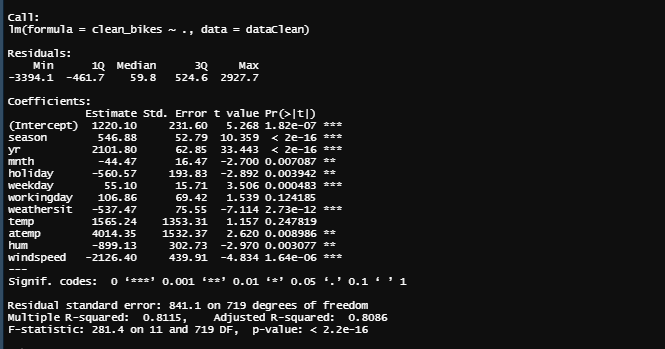 Call:
lm(formula = clean_bikes ~ ., data = dataClean)
Residuals:
    Min      1Q  Median      3Q     Max
-3394.1  -461.7    59.8   524.6  2927.7
Coefficients:
            Estimate Std. Error t value Pr(>|t|)
(Intercept)  1220.10     231.60   5.268 1.82e-07 ***
season        546.88      52.79  10.359  < 2e-16 ***
yr           2101.80      62.85  33.443  < 2e-16 ***
mnth          -44.47      16.47  -2.700 0.007087 **
holiday      -560.57     193.83  -2.892 0.003942 **
weekday        55.10      15.71   3.506 0.000483 ***
workingday    106.86      69.42   1.539 0.124185
weathersit   -537.47      75.55  -7.114 2.73e-12 ***
temp         1565.24    1353.31   1.157 0.247819
atemp        4014.35    1532.37   2.620 0.008986 **
hum          -899.13     302.73  -2.970 0.003077 **
windspeed   -2126.40     439.91  -4.834 1.64e-06 ***
---
Signif. codes:  0 ‘***’ 0.001 ‘**’ 0.01 ‘*’ 0.05 ‘.’ 0.1 ‘ ’ 1
Residual standard error: 841.1 on 719 degrees of freedom
Multiple R-squared:  0.8115,	Adjusted R-squared:  0.8086
F-statistic: 281.4 on 11 and 719 DF,  p-value: < 2.2e-16